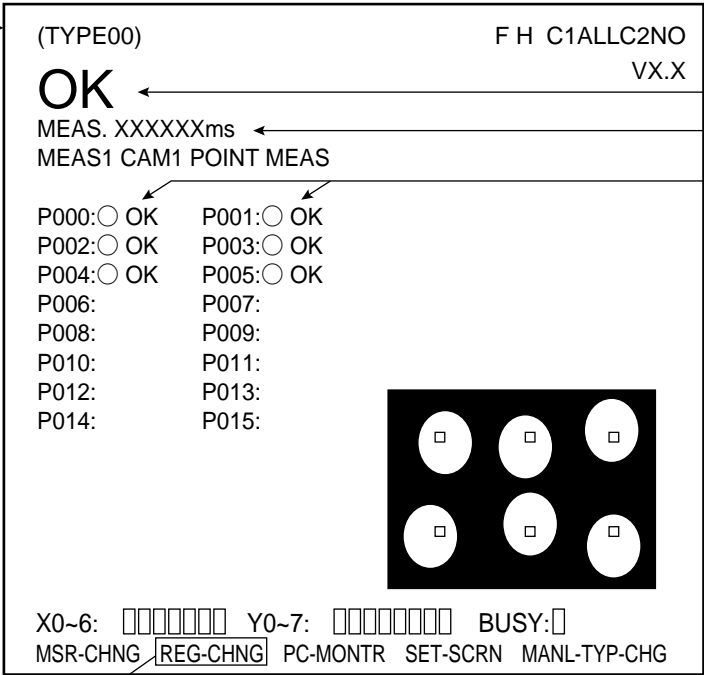 (TYPE00) F H C1ALLC2NO
OK VX.X
MEAS. XXXXXXms
MEAS1 CAM1 POINT MEAS
P000:○ OK P001:○ OK
P002:○ OK P003:○ OK
P004:○ OK P005:○ OK
P006: P007:
P008: P009:
P010: P011:
P012: P013:
P014: P015:
X0~6: ▯▯▯▯▯▯▯ Y0~7: ▯▯▯▯▯▯▯▯ BUSY:▯
MSR-CHNG REG-CHNG PC-MONTR SET-SCRN MANL-TYP-CHG